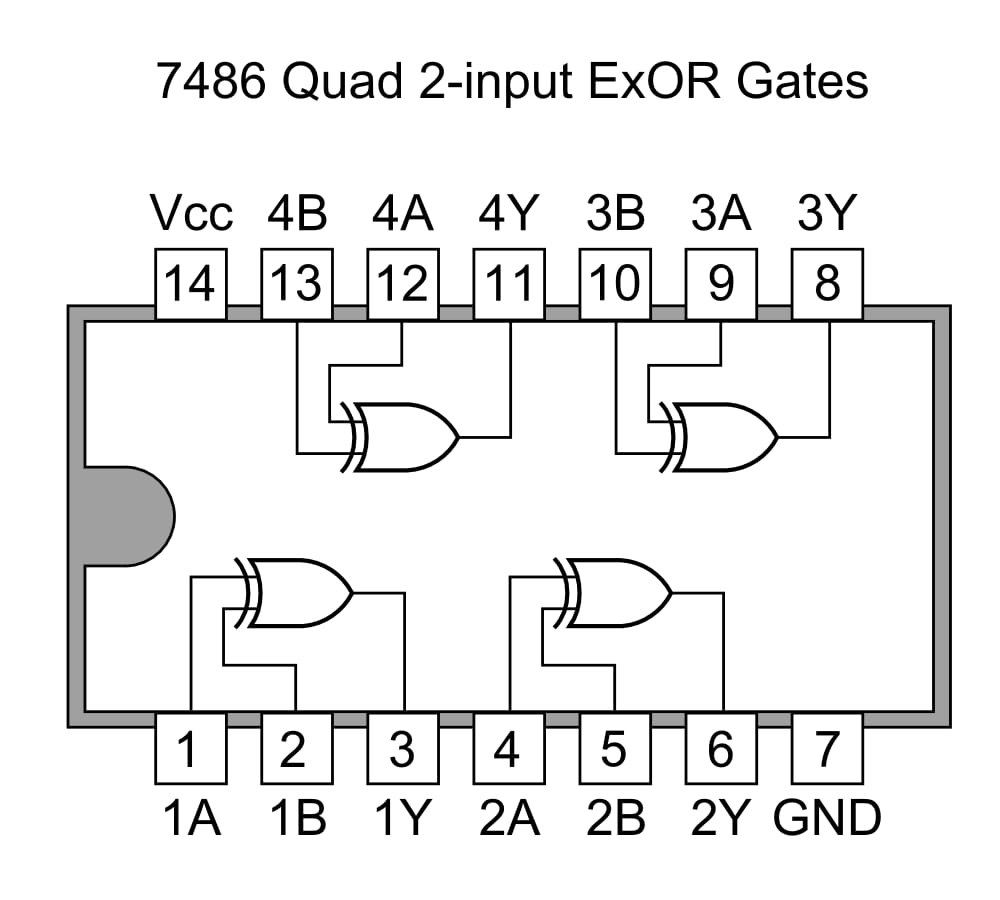 7486 Quad 2-input ExOR Gates
Vcc 4B 4A 4Y 3B 3A 3Y
14 13 12 11 10 9 8
1 2 3 4 5 6 7
1A 1B 1Y 2A 2B 2Y GND